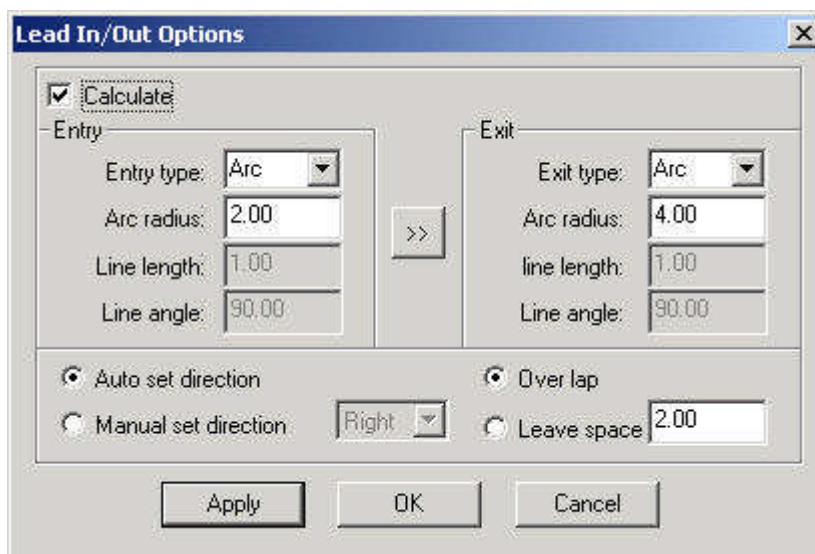 Lead In/Out Options
Calculate
Entry
Entry type: Arc
Arc radius: 2.00
Line length: 1.00
Line angle: 90.00
>>
Exit
Exit type: Arc
Arc radius: 4.00
line length: 1.00
Line angle: 90.00
Auto set direction
Manual set direction Right
Over lap
Leave space 2.00
Apply OK Cancel